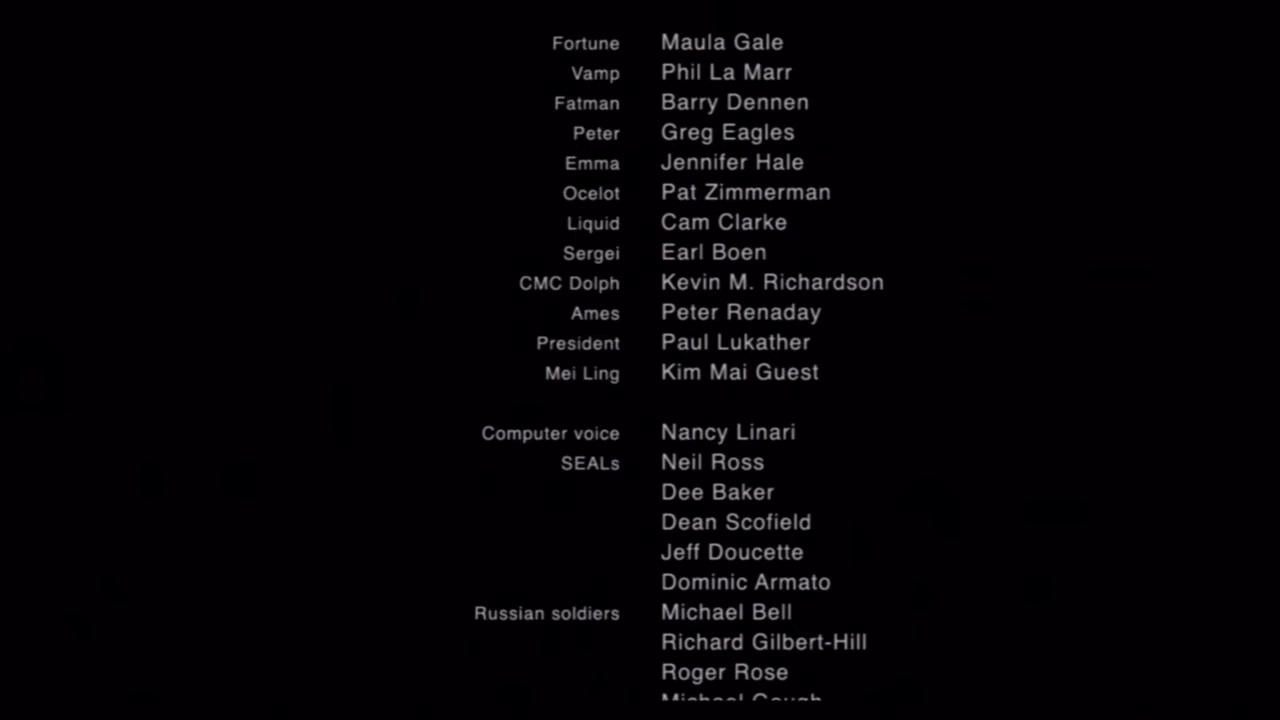 Fortune Maula Gale
Vamp Phil La Marr
Fatman Barry Dennen
Peter Greg Eagles
Emma Jennifer Hale
Ocelot Pat Zimmerman
Liquid Cam Clarke
Sergei Earl Boen
CMC Dolph Kevin M. Richardson
Ames Peter Renaday
President Paul Lukather
Mei Ling Kim Mai Guest
Computer voice Nancy Linari
SEALs Neil Ross
Dee Baker
Dean Scofield
Jeff Doucette
Dominic Armato
Russian soldiers Michael Bell
Richard Gilbert-Hill
Roger Rose
Michael Gough